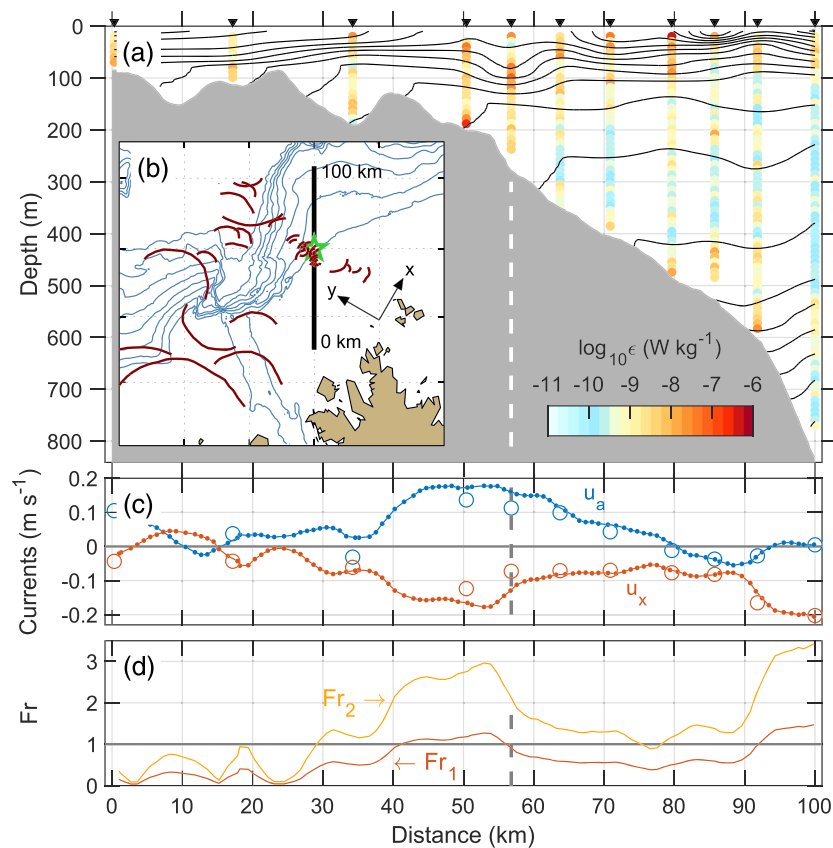 (a)
0
100
200
300
400
500
600
700
800
Depth (m)
(b)
100 km
x
y
0 km
log10 ϵ (W kg-1)
-11 -10 -9 -8 -7 -6
(c)
0.2
0.1
0
-0.1
-0.2
Currents (m s-1)
ua
ux
(d)
3
2
1
0
Fr
Fr2 →
← Fr1
0 10 20 30 40 50 60 70 80 90 100
Distance (km)